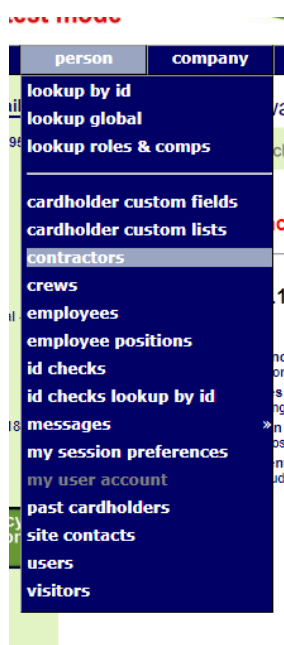 test mode
person company
lookup by id
lookup global
lookup roles & comps
cardholder custom fields
cardholder custom lists
contractors
crews
employees
employee positions
id checks
id checks lookup by id
messages »
my session preferences
my user account
past cardholders
site contacts
users
visitors